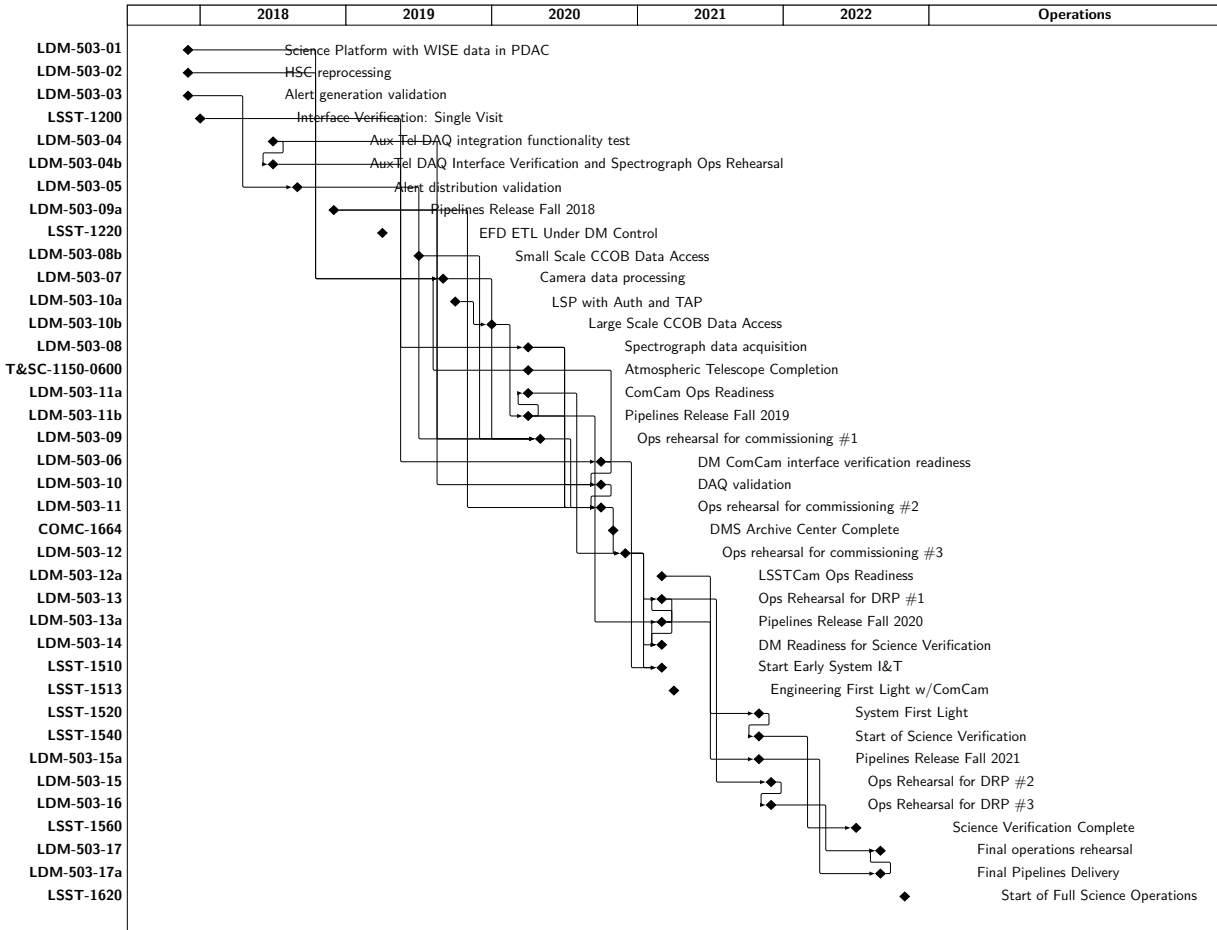 2018 2019 2020 2021 2022 Operations
LDM-503-01 Science Platform with WISE data in PDAC
LDM-503-02 HSC reprocessing
LDM-503-03 Alert generation validation
LSST-1200 Interface Verification: Single Visit
LDM-503-04 Aux Tel DAQ integration functionality test
LDM-503-04b AuxTel DAQ Interface Verification and Spectrograph Ops Rehearsal
LDM-503-05 Alert distribution validation
LDM-503-09a Pipelines Release Fall 2018
LSST-1220 EFD ETL Under DM Control
LDM-503-08b Small Scale CCOB Data Access
LDM-503-07 Camera data processing
LDM-503-10a LSP with Auth and TAP
LDM-503-10b Large Scale CCOB Data Access
LDM-503-08 Spectrograph data acquisition
T&SC-1150-0600 Atmospheric Telescope Completion
LDM-503-11a ComCam Ops Readiness
LDM-503-11b Pipelines Release Fall 2019
LDM-503-09 Ops rehearsal for commissioning #1
LDM-503-06 DM ComCam interface verification readiness
LDM-503-10 DAQ validation
LDM-503-11 Ops rehearsal for commissioning #2
COMC-1664 DMS Archive Center Complete
LDM-503-12 Ops rehearsal for commissioning #3
LDM-503-12a LSSTCam Ops Readiness
LDM-503-13 Ops Rehearsal for DRP #1
LDM-503-13a Pipelines Release Fall 2020
LDM-503-14 DM Readiness for Science Verification
LSST-1510 Start Early System I&T
LSST-1513 Engineering First Light w/ComCam
LSST-1520 System First Light
LSST-1540 Start of Science Verification
LDM-503-15a Pipelines Release Fall 2021
LDM-503-15 Ops Rehearsal for DRP #2
LDM-503-16 Ops Rehearsal for DRP #3
LSST-1560 Science Verification Complete
LDM-503-17 Final operations rehearsal
LDM-503-17a Final Pipelines Delivery
LSST-1620 Start of Full Science Operations